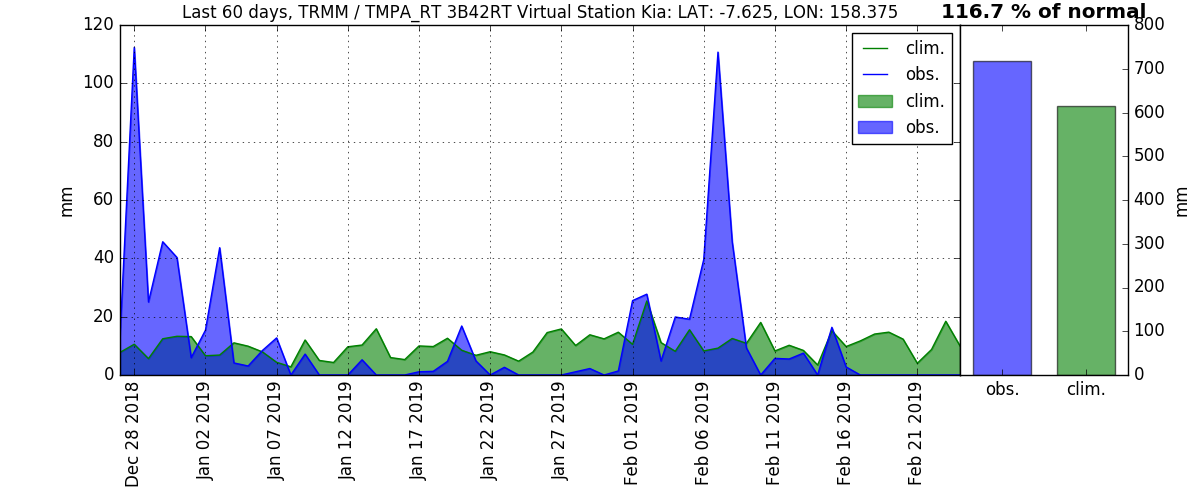 Last 60 days, TRMM / TMPA_RT 3B42RT Virtual Station Kia: LAT: -7.625, LON: 158.375
116.7 % of normal
120
100
80
60
40
20
0
mm
clim.
obs.
clim.
obs.
Dec 28 2018
Jan 02 2019
Jan 07 2019
Jan 12 2019
Jan 17 2019
Jan 22 2019
Jan 27 2019
Feb 01 2019
Feb 06 2019
Feb 11 2019
Feb 16 2019
Feb 21 2019
800
700
600
500
400
300
200
100
0
mm
obs.
clim.